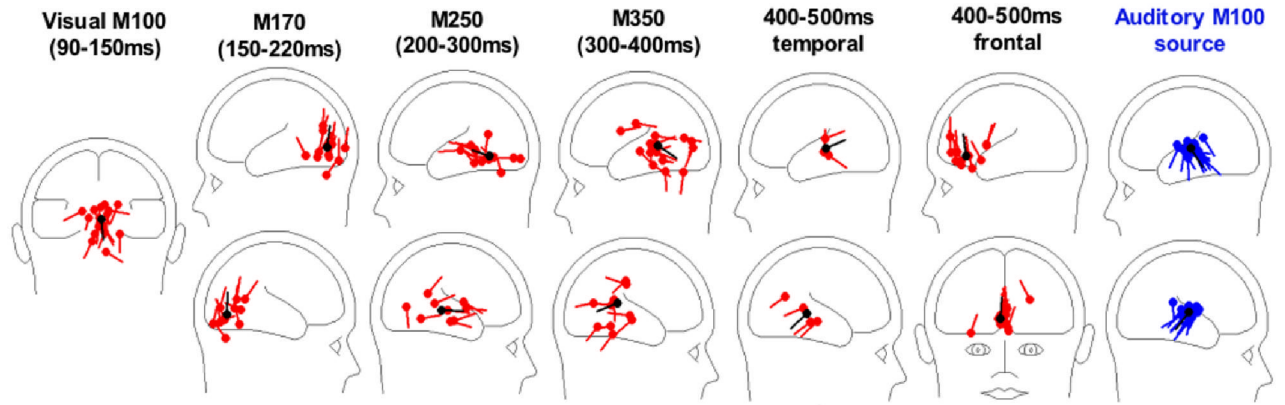 Visual M100
(90-150ms)
M170
(150-220ms)
M250
(200-300ms)
M350
(300-400ms)
400-500ms
temporal
400-500ms
frontal
Auditory M100
source